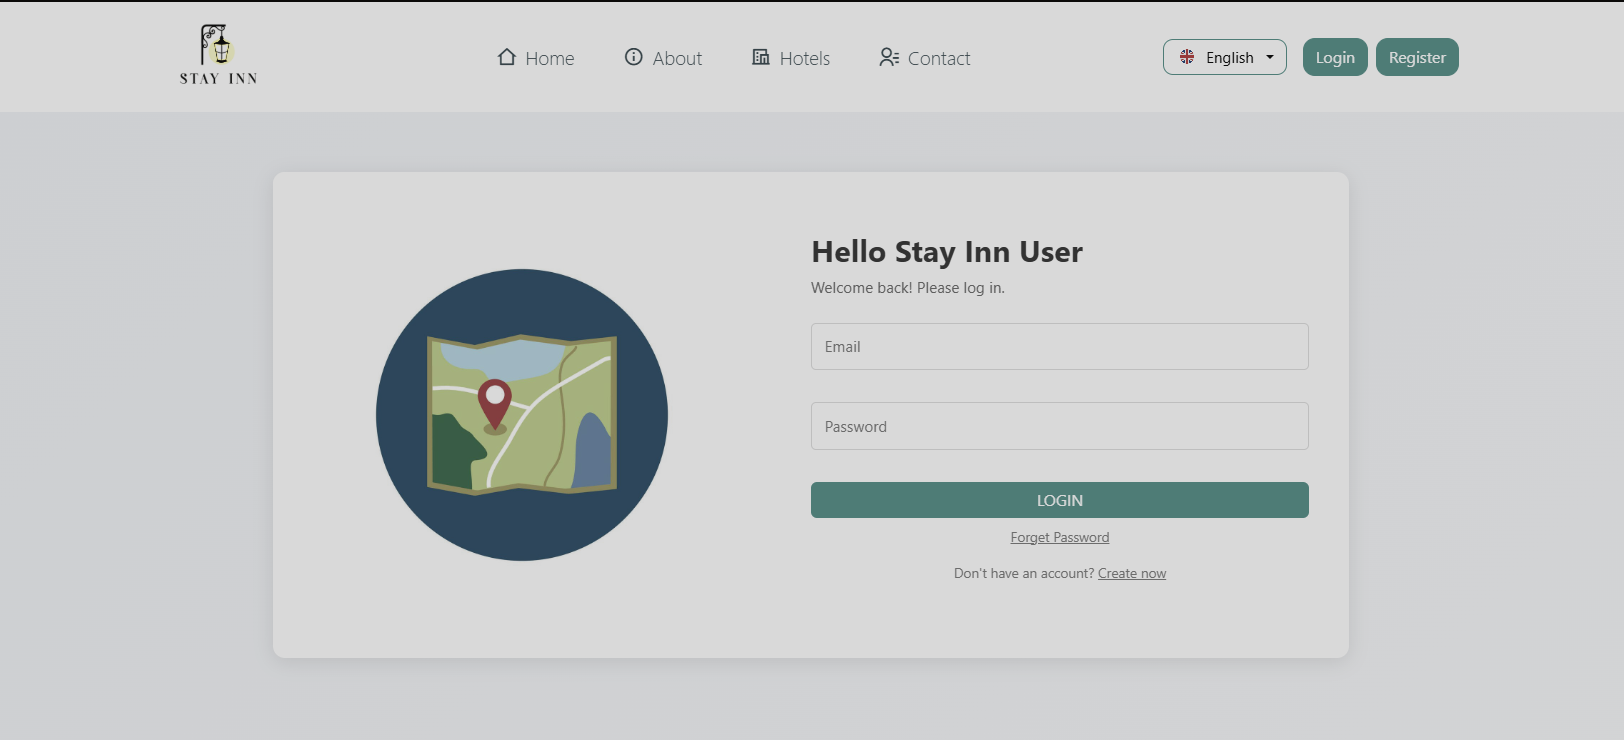 STAY INN
Home
About
Hotels
Contact
English
Login
Register
Hello Stay Inn User
Welcome back! Please log in.
Email
Password
LOGIN
Forget Password
Don't have an account? Create now